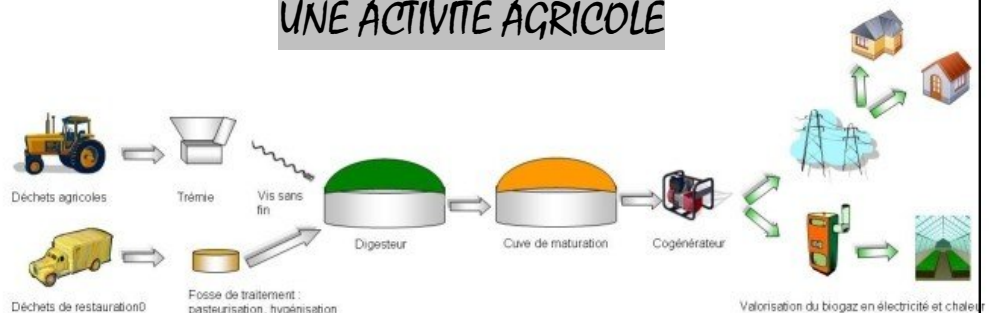 UNE ACTIVITE AGRICOLE
Déchets agricoles
Trémie
Vis sans
fin
Digesteur
Cuve de maturation
Cogénérateur
Déchets de restauration0
Fosse de traitement :
pasteurisation, hygénisation
Valorisation du biogaz en électricité et chaleur